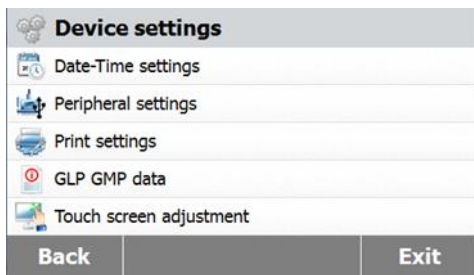 Device settings
Date-Time settings
Peripheral settings
Print settings
GLP GMP data
Touch screen adjustment
Back
Exit